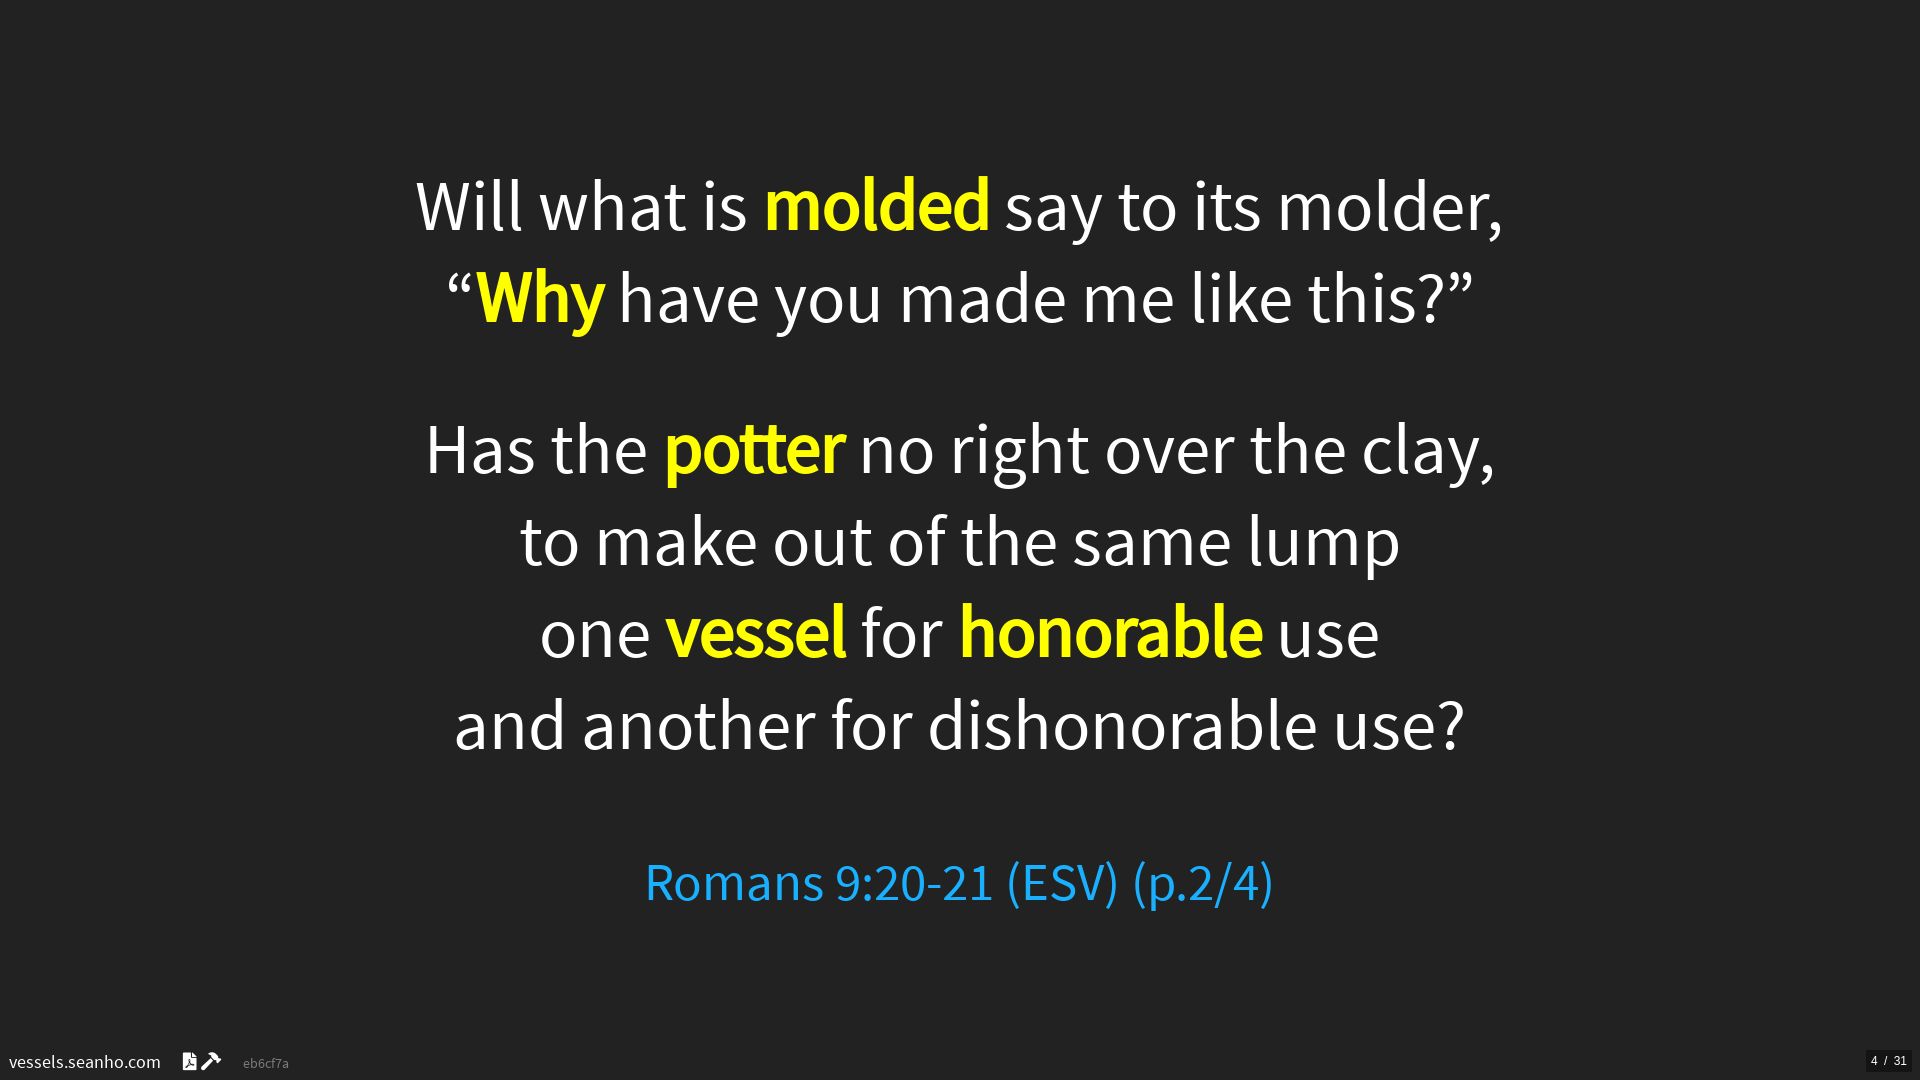 Will what is molded say to its molder,
“Why have you made me like this?”
Has the potter no right over the clay,
to make out of the same lump
one vessel for honorable use
and another for dishonorable use?
Romans 9:20-21 (ESV) (p.2/4)
vessels.seanho.com eb6cf7a 4 / 31